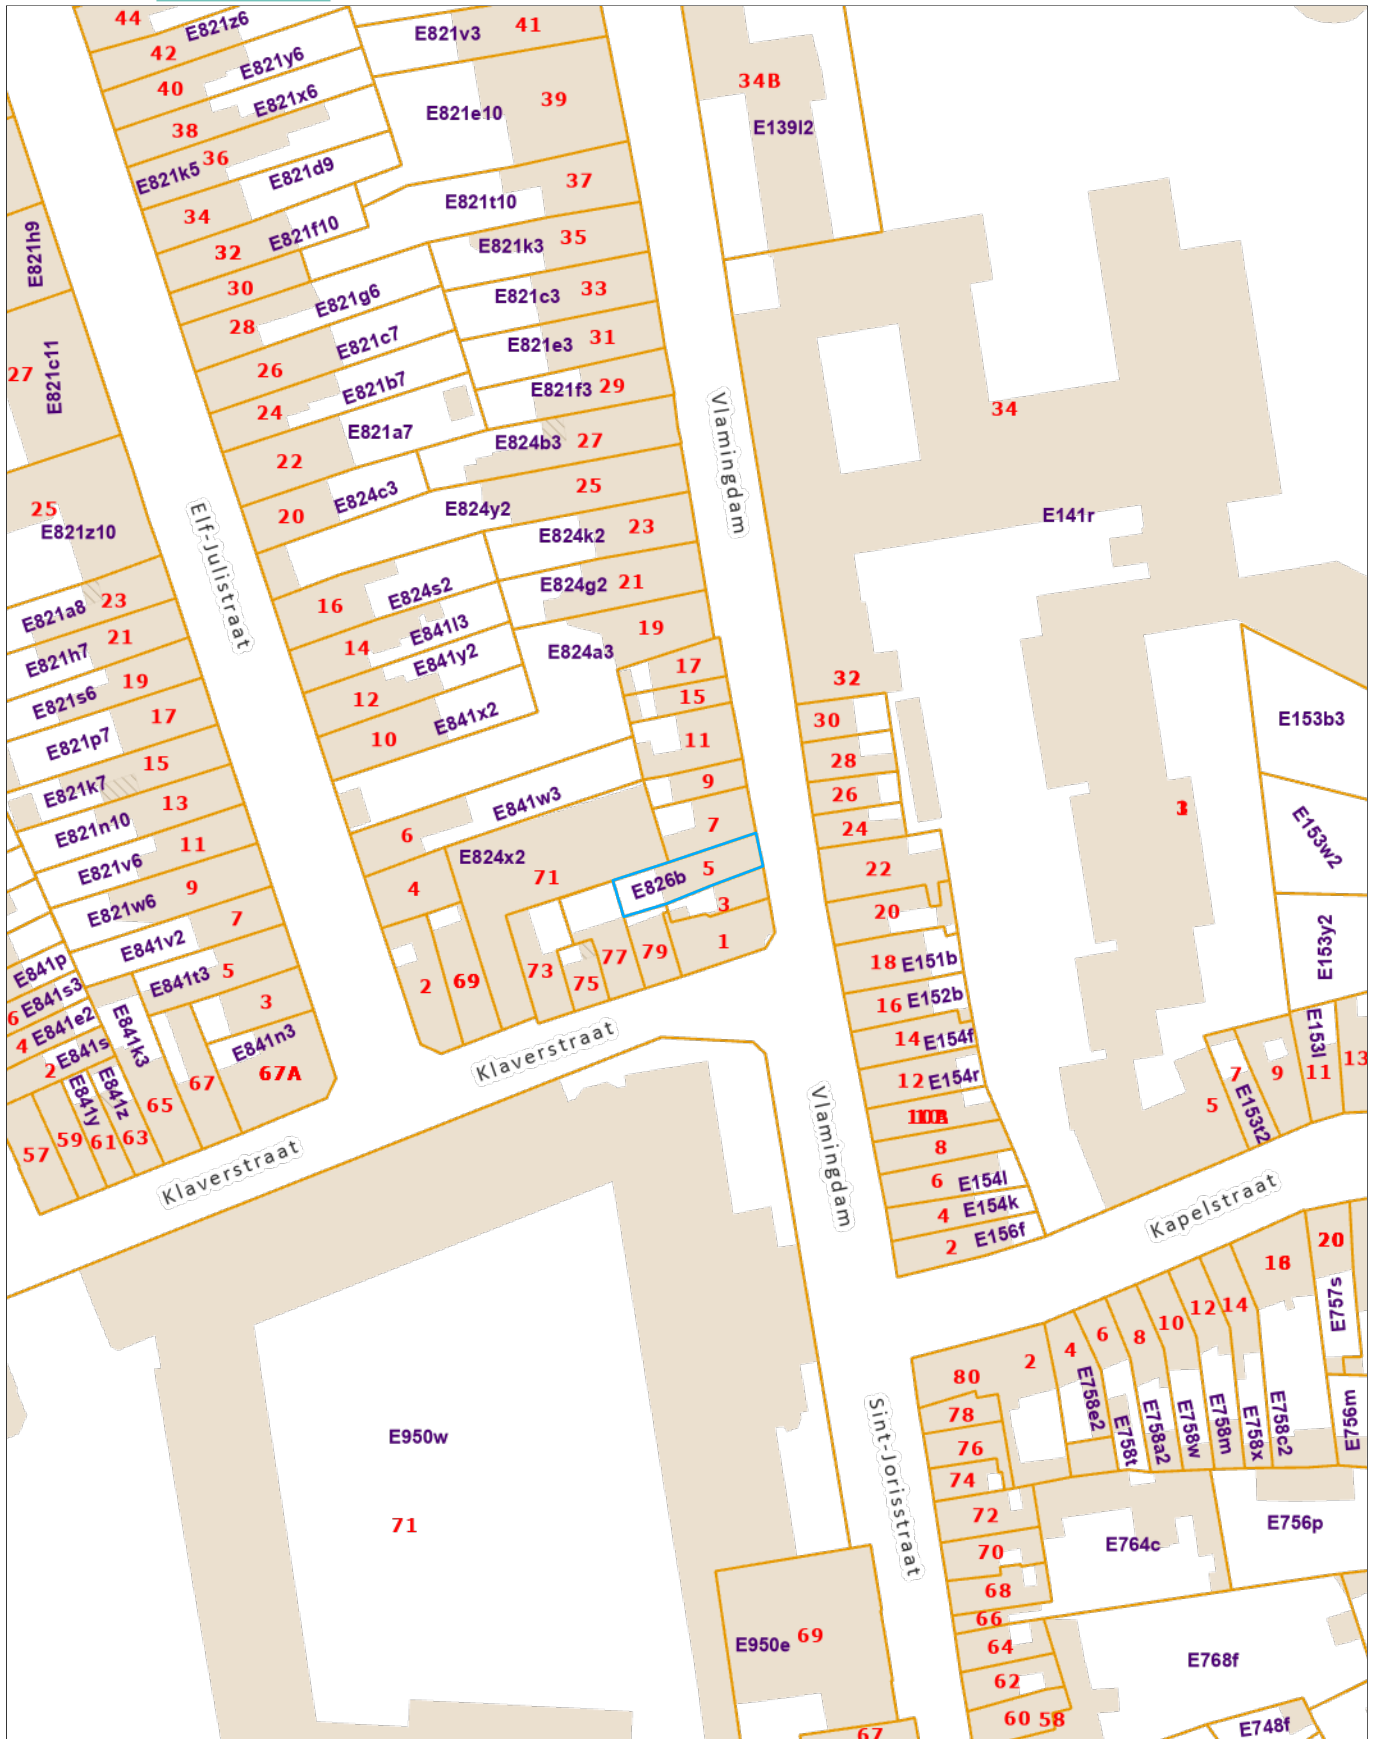 44
E821z6
E821v3
41
42
E821y6
34B
40
E821x6
39
E821e10
E139l2
38
36
E821k5
E821d9
37
E821t10
34
E821f10
32
35
E821k3
E821h9
30
E821g6
33
E821c3
28
E821c7
31
E821e3
27
E821c11
26
E821b7
E821f3
29
34
24
E821a7
E824b3
27
Vlamingdam
22
E824c3
25
E824y2
20
25
E821z10
23
E824k2
E141r
Elf-Julistraat
E824s2
E824g2
21
E821a8
23
16
E841l3
19
E821h7
21
14
E841y2
E824a3
17
32
E821s6
19
12
E841x2
15
30
E153b3
E821p7
17
10
11
28
E821k7
15
9
26
E841w3
E821n10
13
6
7
24
3
E153w2
E821v6
11
E824x2
71
E826b
5
22
E821w6
9
4
3
20
E841v2
7
1
E153y2
E841p
E841t3
5
2
69
73
75
77
79
18
E151b
6
E841s3
3
16
E152b
4
E841e2
E841k3
E841n3
14
E154f
E153l
2
E841s
67A
Klaverstraat
12
E154r
7
9
11
13
E841y
E841z
65
67
5
E153t2
57
59
61
63
8
Klaverstraat
Vlamingdam
6
E154l
4
E154k
2
E156f
Kapelstraat
20
18
E757s
2
4
6
8
10
12
14
80
78
E758e2
E758t
E758a2
E758w
E758m
E758x
E758c2
E756m
E950w
76
74
71
Sint-Jorisstraat
72
E764c
E756p
70
68
66
E950e
69
64
E768f
62
60
58
E748f
67